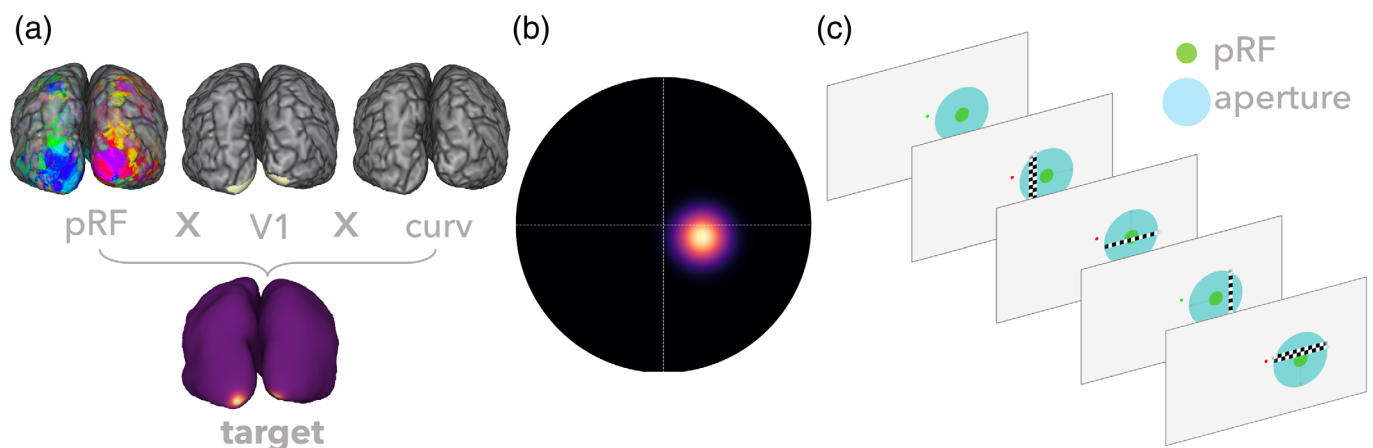 (a)
(b)
(c)
pRF
aperture
pRF X V1 X curv
target